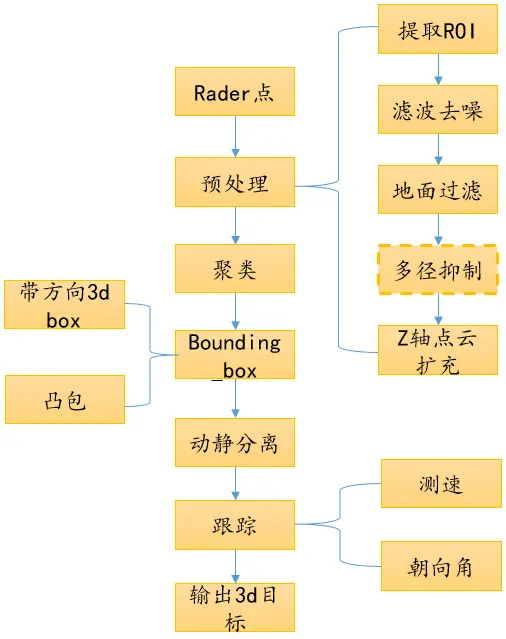 提取ROI
Rader点
滤波去噪
预处理
地面过滤
聚类
多径抑制
带方向3d
box
Bounding
_box
Z轴点云
扩充
凸包
动静分离
测速
跟踪
朝向角
输出3d目
标